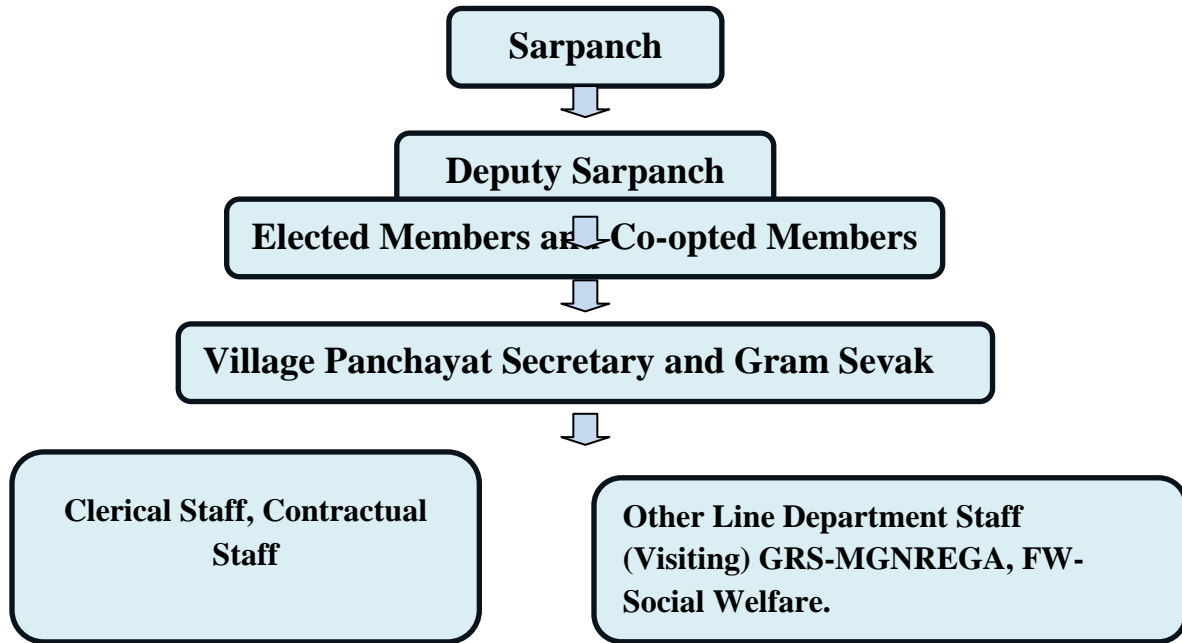 Sarpanch
Deputy Sarpanch
Elected Members and Co-opted Members
Village Panchayat Secretary and Gram Sevak
Clerical Staff, Contractual
Staff
Other Line Department Staff
(Visiting) GRS-MGNREGA, FW-
Social Welfare.